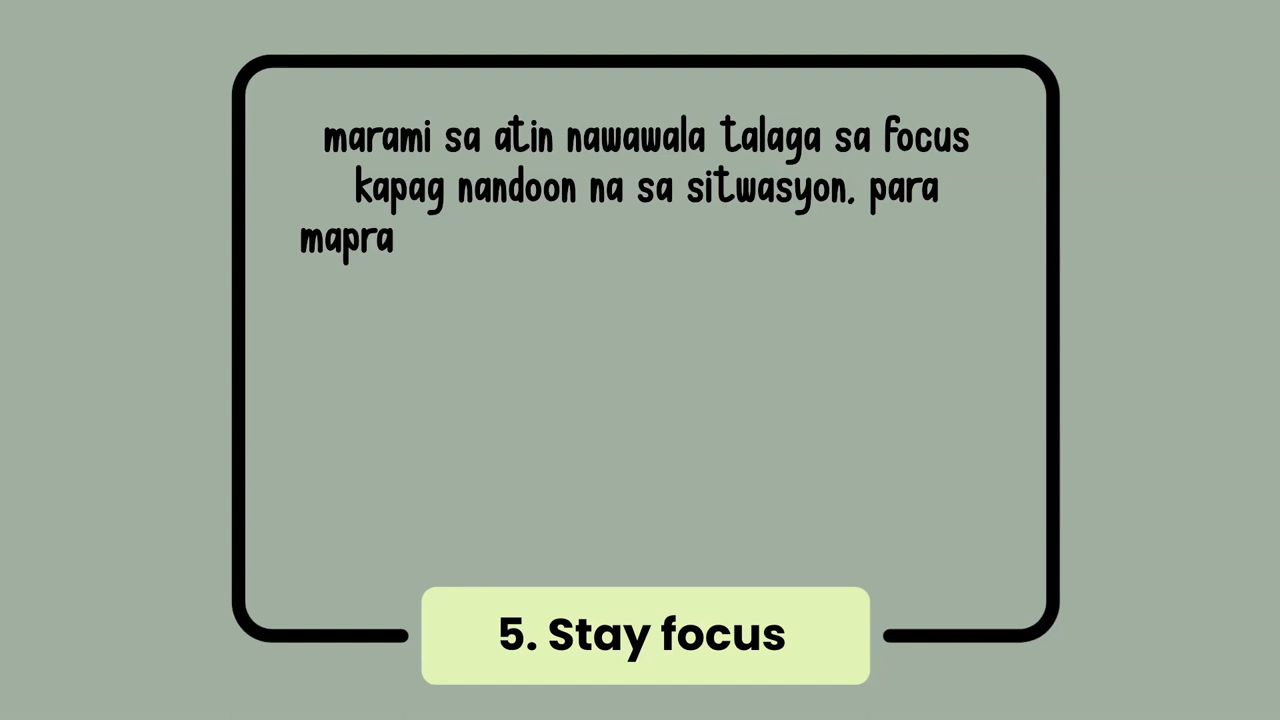 marami sa atin nawawala talaga sa focus
kapag nandoon na sa sitwasyon. para
mapra
5. Stay focus